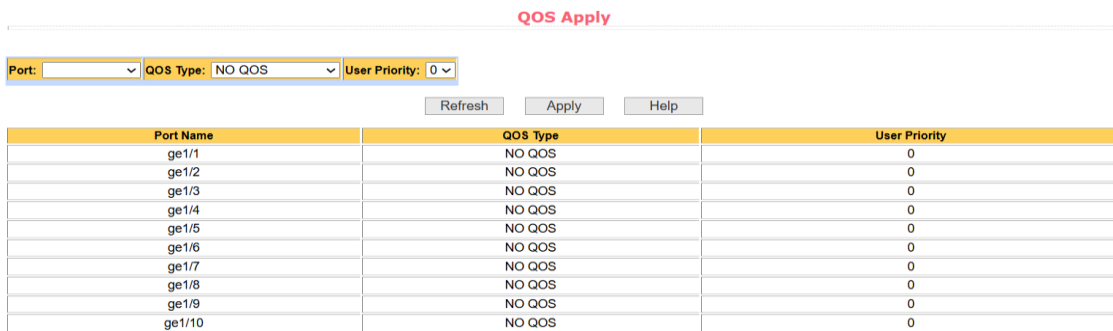 QOS Apply
Port: QOS Type: NO QOS User Priority: 0
Refresh Apply Help
Port Name QOS Type User Priority
ge1/1 NO QOS 0
ge1/2 NO QOS 0
ge1/3 NO QOS 0
ge1/4 NO QOS 0
ge1/5 NO QOS 0
ge1/6 NO QOS 0
ge1/7 NO QOS 0
ge1/8 NO QOS 0
ge1/9 NO QOS 0
ge1/10 NO QOS 0